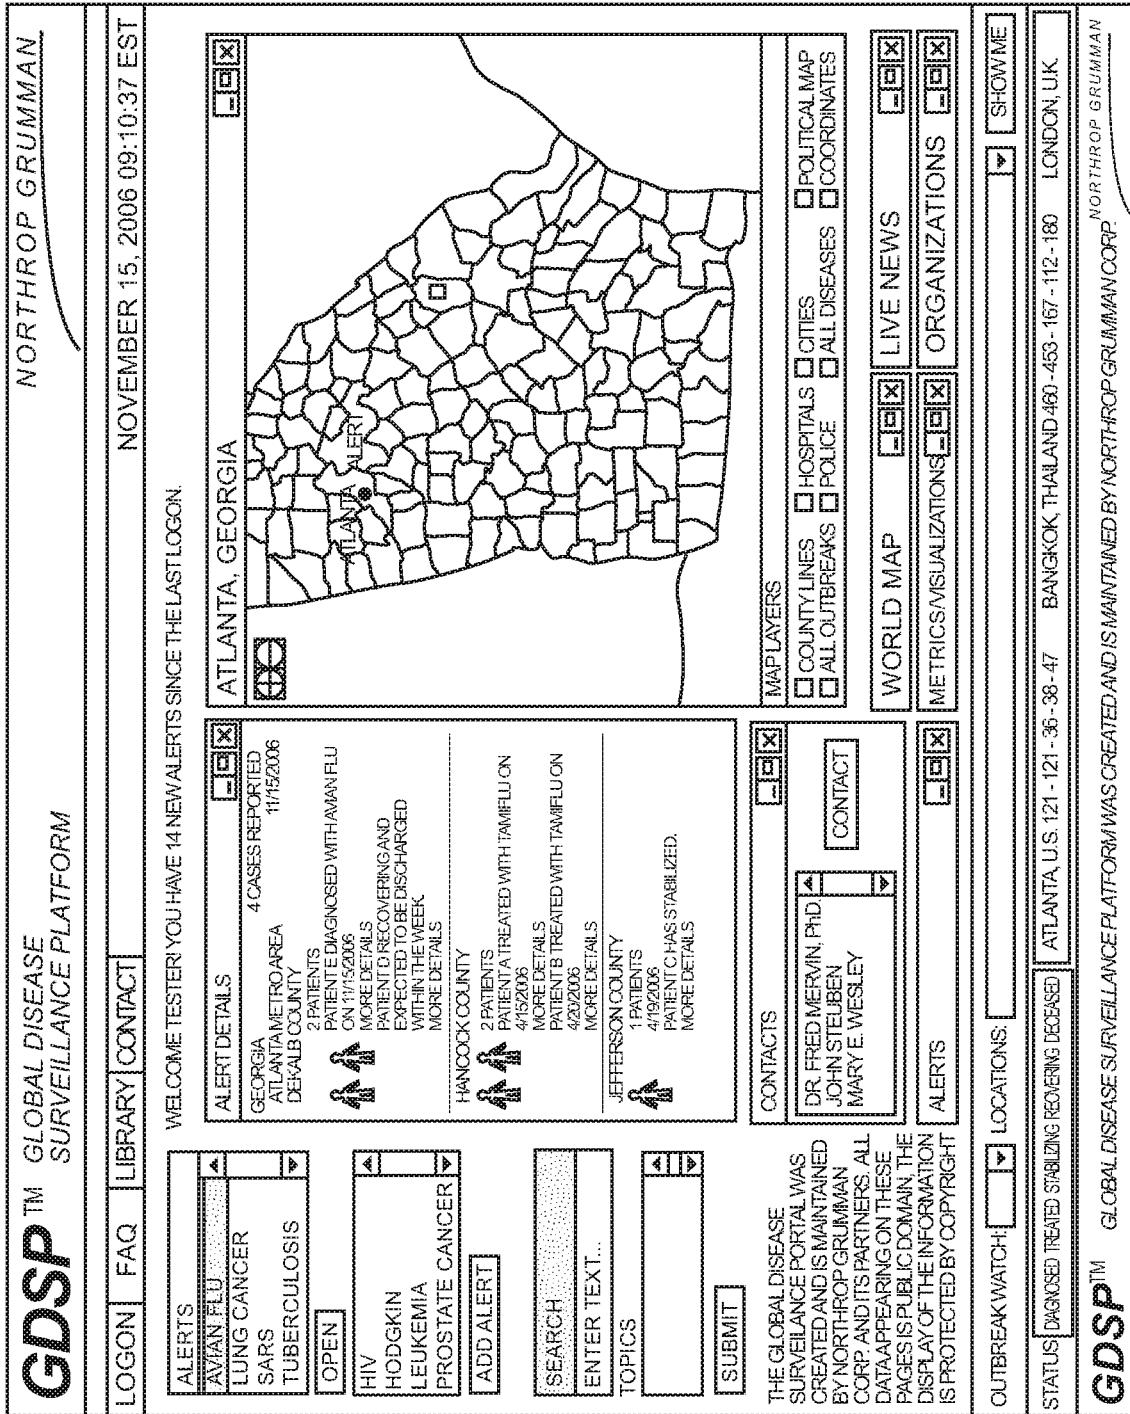 GDSP™ GLOBAL DISEASE
SURVEILLANCE PLATFORM
NORTHROP GRUMMAN
LOGON FAQ LIBRARY CONTACT
NOVEMBER 15, 2006 09:10:37 EST
WELCOME TESTER! YOU HAVE 14 NEW ALERTS SINCE THE LAST LOGON.
ALERTS
AVIAN FLU
LUNG CANCER
SARS
TUBERCULOSIS
OPEN
HIV
HODGKIN
LEUKEMIA
PROSTATE CANCER
ADD ALERT
SEARCH
ENTER TEXT...
TOPICS
SUBMIT
THE GLOBAL DISEASE
SURVEILANCE PORTAL WAS
CREATED AND IS MAINTAINED
BY NORTHROP GRUMMAN
CORP. AND ITS PARTNERS. ALL
DATA APPEARING ON THESE
PAGES IS PUBLIC DOMAIN, THE
DISPLAY OF THE INFORMATION
IS PROTECTED BY COPYRIGHT
ALERT DETAILS
GEORGIA 4 CASES REPORTED
ATLANTA METRO AREA 11/15/2006
DEKALB COUNTY
2 PATIENTS
PATIENT E DIAGNOSED WITH AVIAN FLU
ON 11/15/2006
MORE DETAILS
PATIENT D RECOVERING AND
EXPECTED TO BE DISCHARGED
WITHIN THE WEEK.
MORE DETAILS
HANCOCK COUNTY
2 PATIENTS
PATIENT A TREATED WITH TAMIFLU ON
4/15/2006
MORE DETAILS
PATIENT B TREATED WITH TAMIFLU ON
4/20/2006
MORE DETAILS
JEFFERSON COUNTY
1 PATIENTS
4/19/2006
PATIENT C HAS STABILIZED.
MORE DETAILS
CONTACTS
DR. FRED MERVIN, PhD.
JOHN STEUBEN
MARY E. WESLEY
CONTACT
ALERTS
ATLANTA, GEORGIA
ATLANTA ALERT
MAP LAYERS
COUNTY LINES HOSPITALS CITIES POLITICAL MAP
ALL OUTBREAKS POLICE ALL DISEASES COORDINATES
WORLD MAP LIVE NEWS
METRICS/VISUALIZATIONS ORGANIZATIONS
OUTBREAK WATCH: LOCATIONS: SHOW ME
STATUS DIAGNOSED TREATED STABILIZING RECOVERING DECEASED ATLANTA, U.S. 121 - 121 - 36 - 38 - 47 BANGKOK, THAILAND 460 - 453 - 167 - 112 - 180 LONDON, U.K.
GDSP™ GLOBAL DISEASE SURVEILLANCE PLATFORM WAS CREATED AND IS MAINTAINED BY NORTHROP GRUMMAN CORP. NORTHROP GRUMMAN